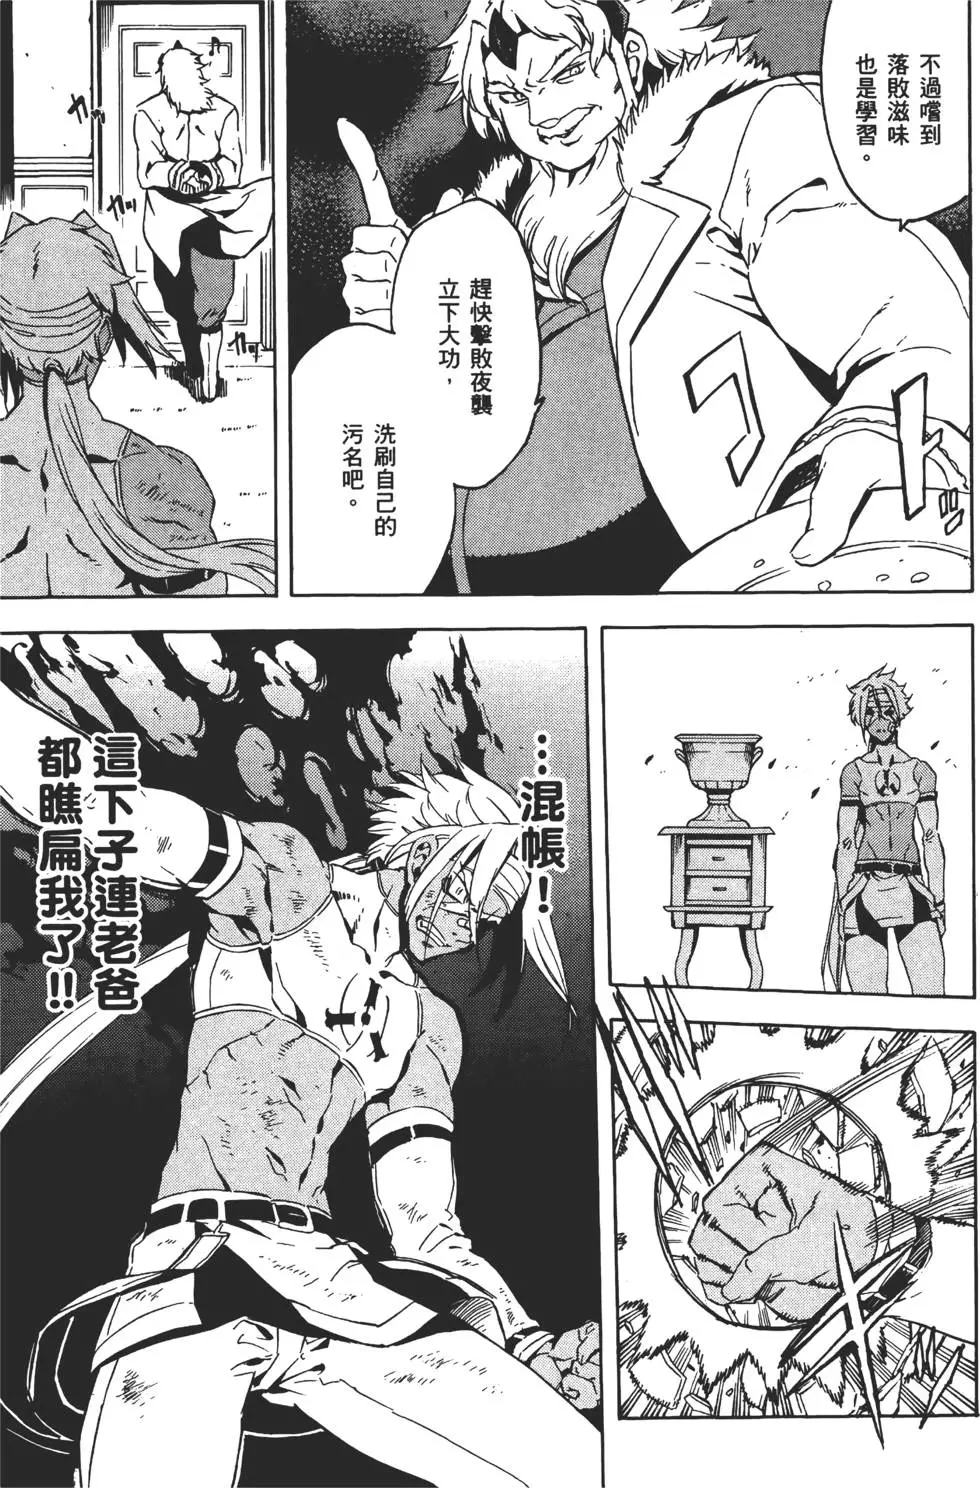 不過嚐到
落敗滋味
也是學習。
趕快擊敗夜襲
立下大功，
洗刷自己的
污名吧。
…混帳！
這下子連老爸
都瞧扁我了!!